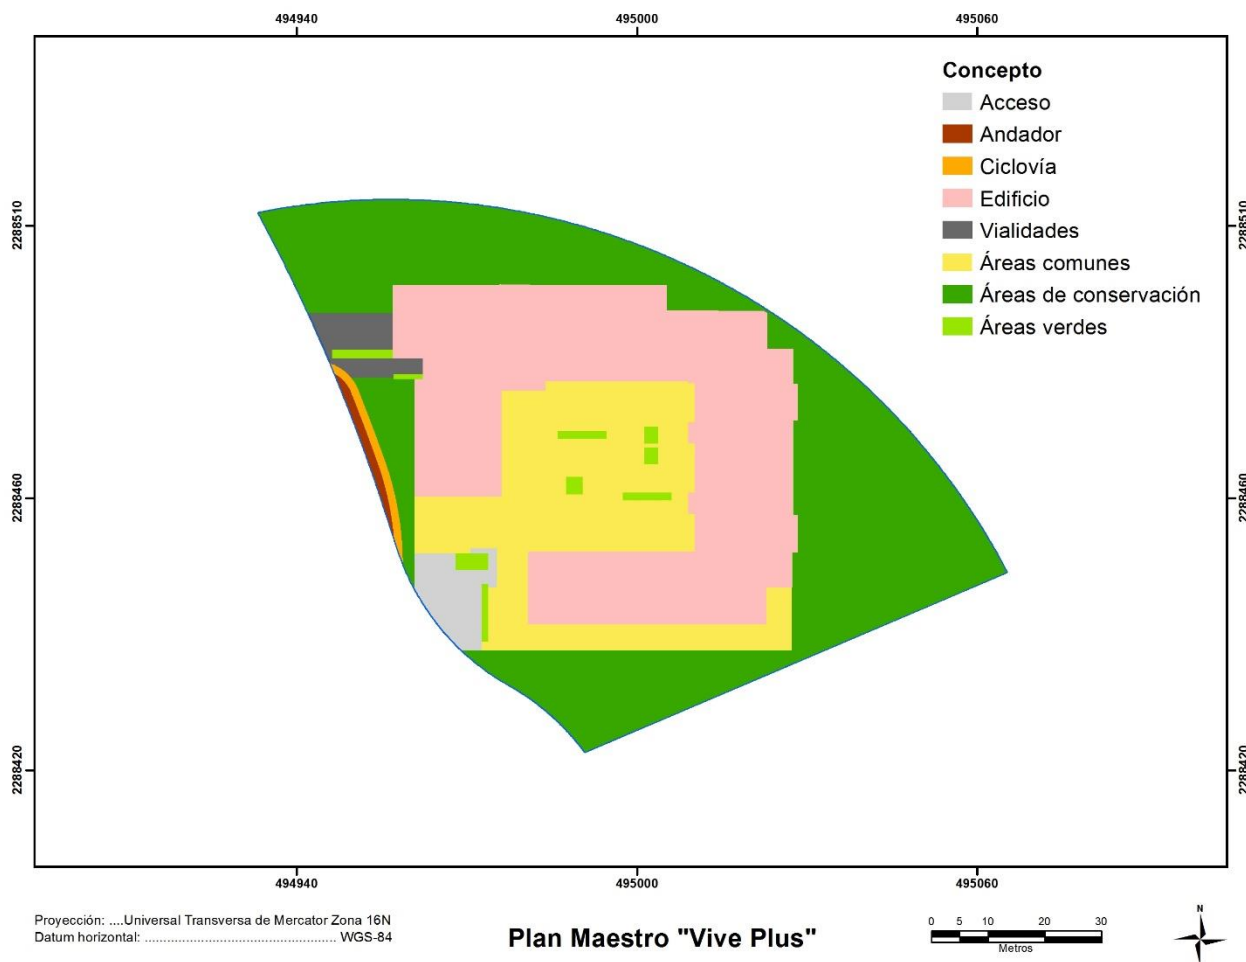 494940 495000 495060
Concepto
Acceso
Andador
Ciclovía
Edificio
Vialidades
Áreas comunes
Áreas de conservación
Áreas verdes
2288510 2288510
2288460 2288460
2288420 2288420
494940 495000 495060
Proyección: ....Universal Transversa de Mercator Zona 16N
Datum horizontal: .................................................... WGS-84
Plan Maestro "Vive Plus"
0 5 10 20 30
Metros
N